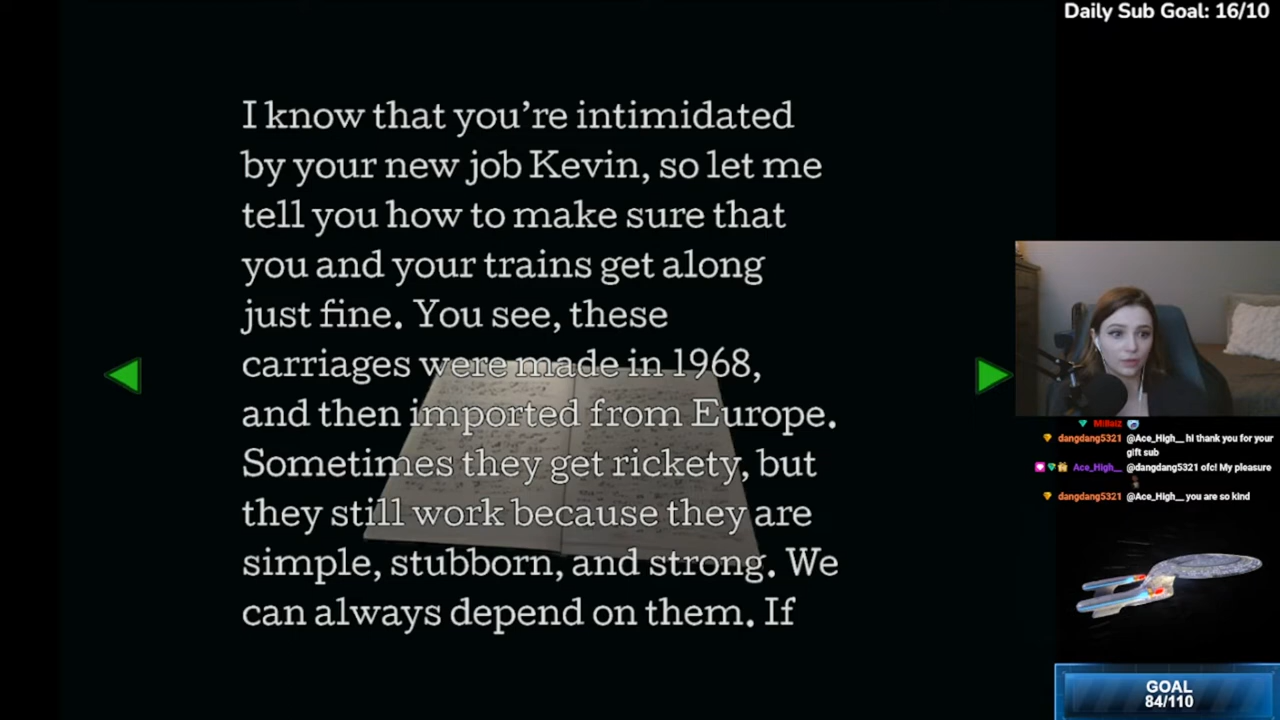 Daily Sub Goal: 16/10
I know that you're intimidated
by your new job Kevin, so let me
tell you how to make sure that
you and your trains get along
just fine. You see, these
carriages were made in 1968,
and then imported from Europe.
Sometimes they get rickety, but
they still work because they are
simple, stubborn, and strong. We
can always depend on them. If
dangdang5321 @Ace_High__ hi thank you for your
gift sub
Ace_High__ @dangdang5321 ofc! My pleasure
dangdang5321 @Ace_High__ you are so kind
GOAL
84/110